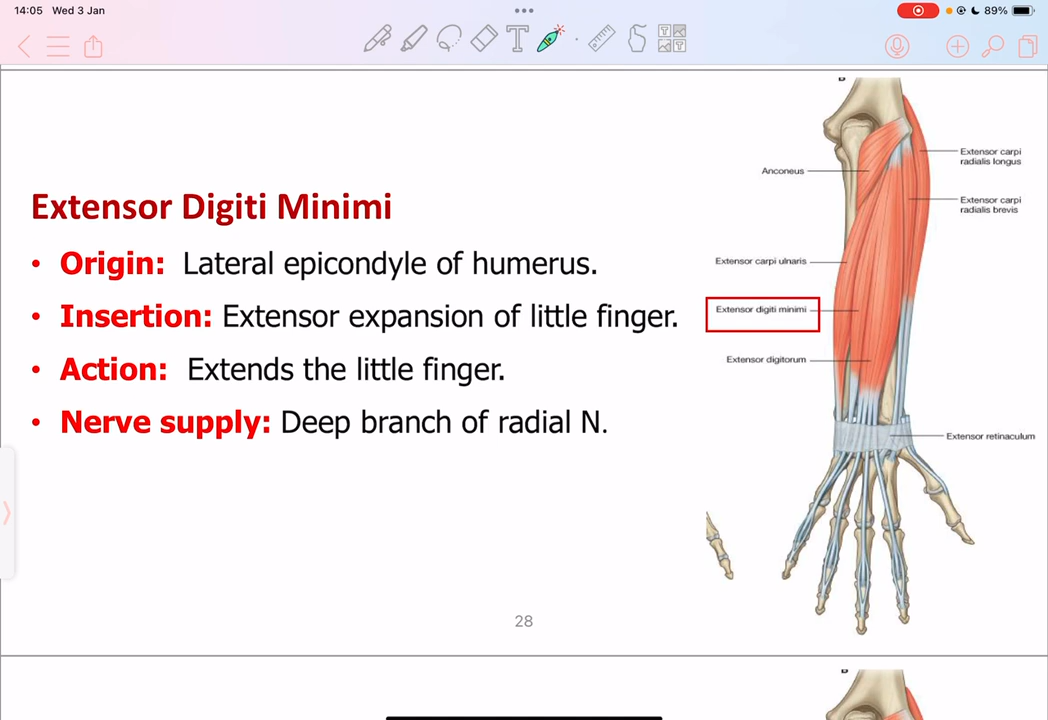 14:05 Wed 3 Jan
89%
T
B
Extensor Digiti Minimi
• Origin: Lateral epicondyle of humerus.
• Insertion: Extensor expansion of little finger.
• Action: Extends the little finger.
• Nerve supply: Deep branch of radial N.
Extensor carpi
radialis longus
Anconeus
Extensor carpi
radialis brevis
Extensor carpi ulnaris
Extensor digiti minimi
Extensor digitorum
Extensor retinaculum
28
B